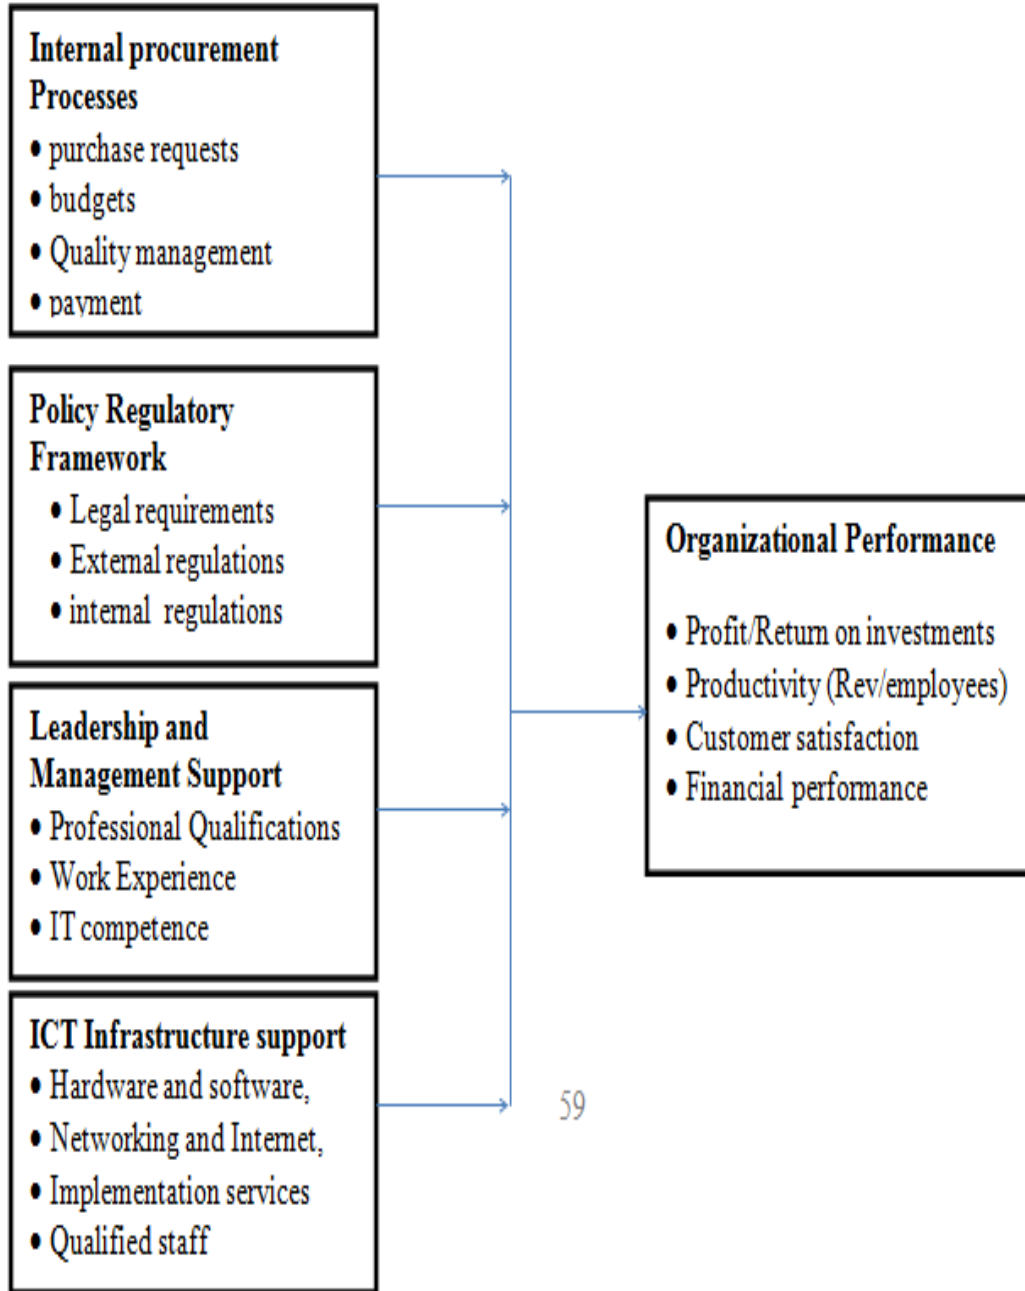 Internal procurement
Processes
• purchase requests
• budgets
• Quality management
• payment
Policy Regulatory
Framework
• Legal requirements
• External regulations
• internal regulations
Leadership and
Management Support
• Professional Qualifications
• Work Experience
• IT competence
ICT Infrastructure support
• Hardware and software,
• Networking and Internet,
• Implementation services
• Qualified staff
Organizational Performance
• Profit/Return on investments
• Productivity (Rev/employees)
• Customer satisfaction
• Financial performance
59